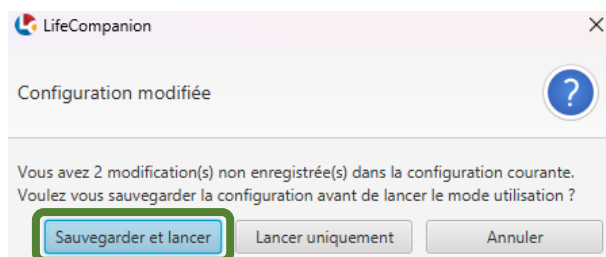 LifeCompanion
Configuration modifiée
?
Vous avez 2 modification(s) non enregistrée(s) dans la configuration courante.
Voulez vous sauvegarder la configuration avant de lancer le mode utilisation ?
Sauvegarder et lancer Lancer uniquement Annuler